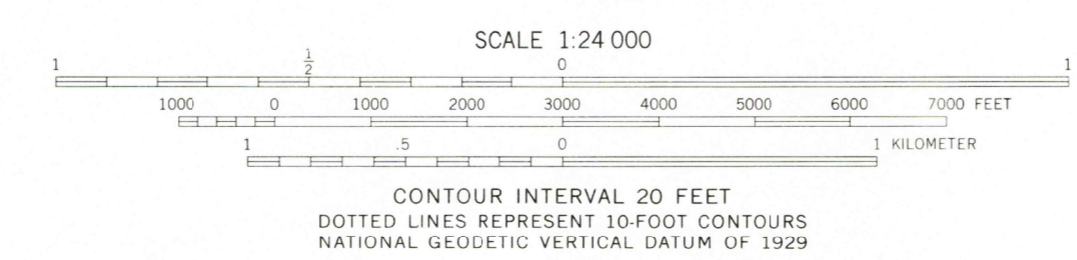 SCALE 1:24 000
1 ½ 0 1
1000 0 1000 2000 3000 4000 5000 6000 7000 FEET
1 .5 0 1 KILOMETER
CONTOUR INTERVAL 20 FEET
DOTTED LINES REPRESENT 10-FOOT CONTOURS
NATIONAL GEODETIC VERTICAL DATUM OF 1929